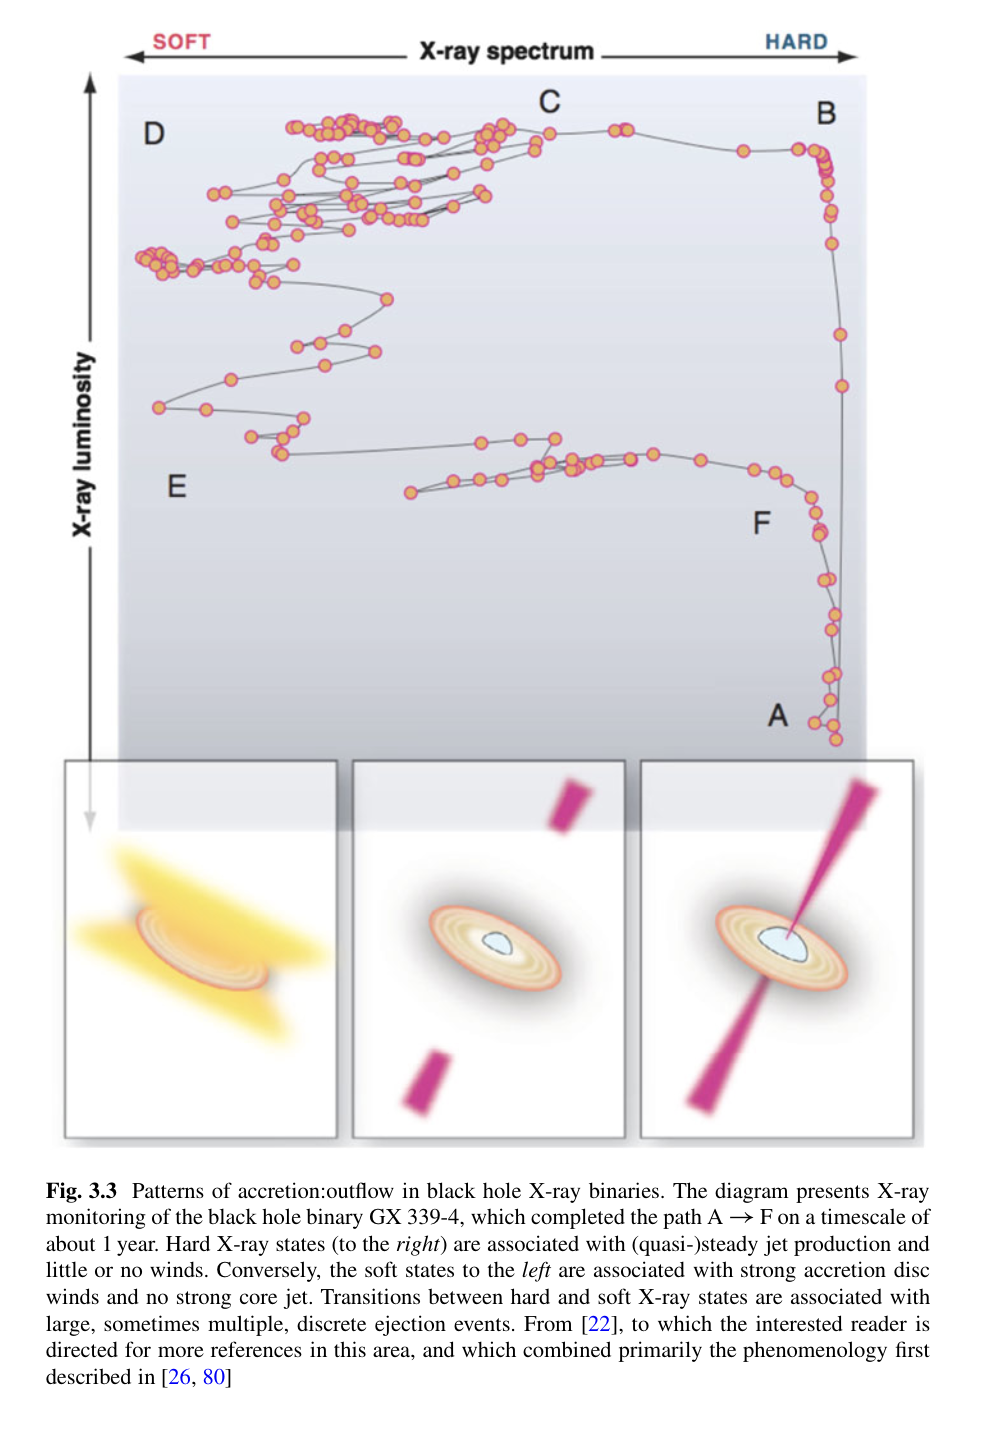 SOFT
HARD
X-ray spectrum
C
B
D
X-ray luminosity
E
F
A
Fig. 3.3 Patterns of accretion:outflow in black hole X-ray binaries. The diagram presents X-ray
monitoring of the black hole binary GX 339-4, which completed the path A → F on a timescale of
about 1 year. Hard X-ray states (to the right) are associated with (quasi-)steady jet production and
little or no winds. Conversely, the soft states to the left are associated with strong accretion disc
winds and no strong core jet. Transitions between hard and soft X-ray states are associated with
large, sometimes multiple, discrete ejection events. From [22], to which the interested reader is
directed for more references in this area, and which combined primarily the phenomenology first
described in [26, 80]